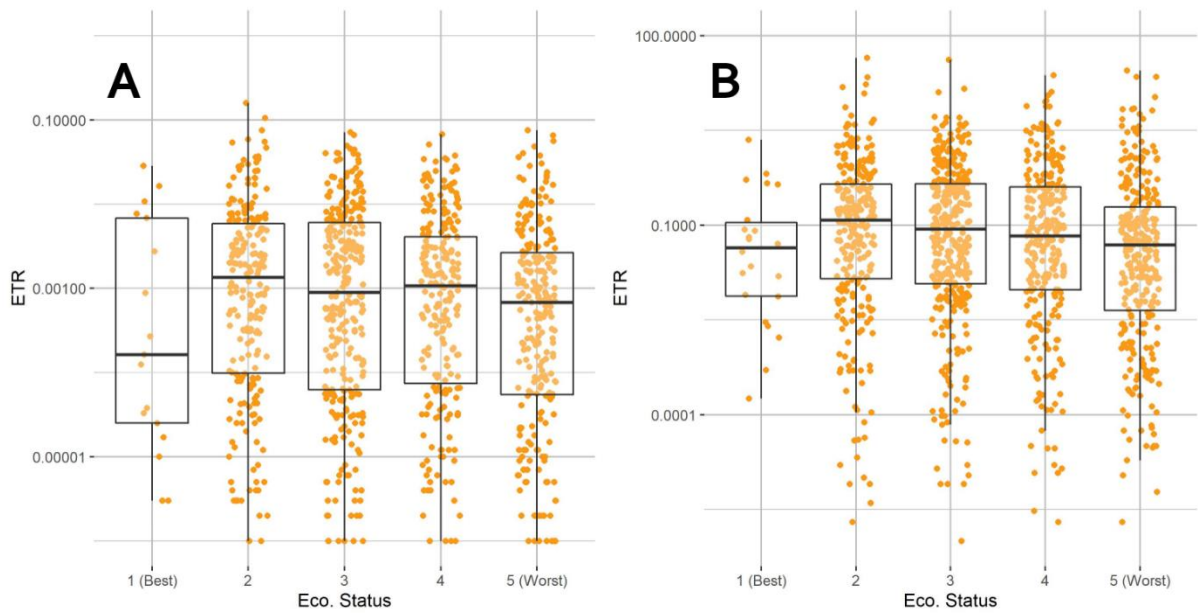 A
ETR
0.10000
0.00100
0.00001
1 (Best)
2
3
4
5 (Worst)
Eco. Status
B
ETR
100.0000
0.1000
0.0001
1 (Best)
2
3
4
5 (Worst)
Eco. Status